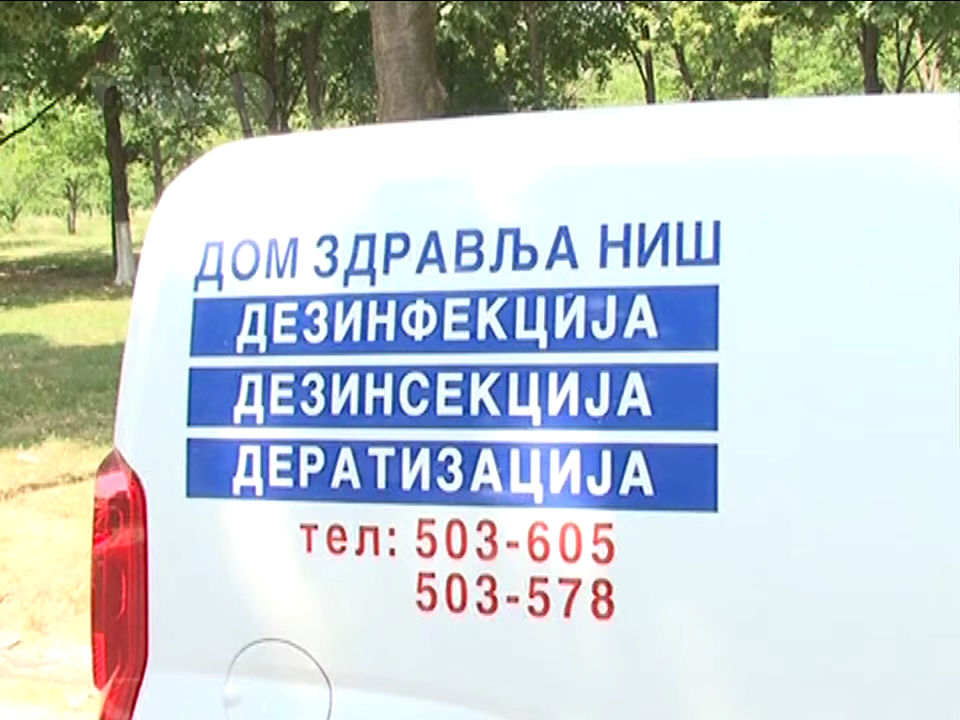 ДОМ ЗДРАВЉА НИШ
ДЕЗИНФЕКЦИЈА
ДЕЗИНСЕКЦИЈА
ДЕРАТИЗАЦИЈА
тел: 503-605
503-578